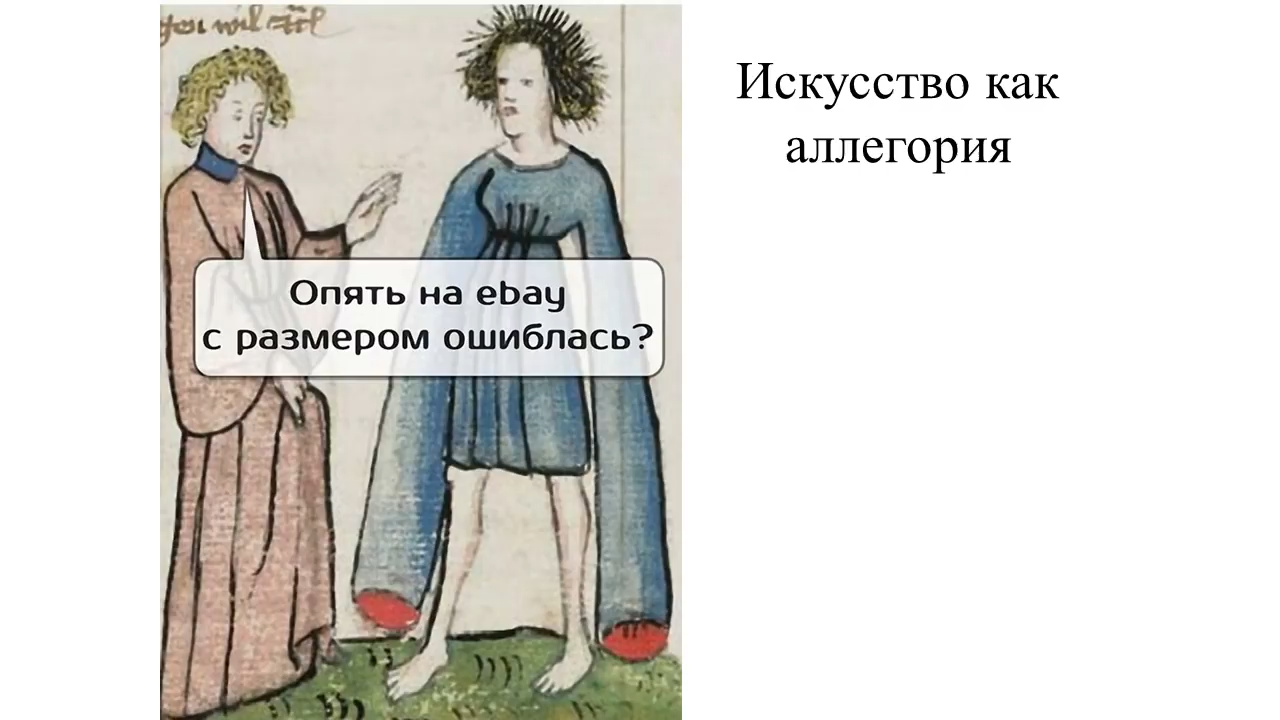 Опять на ebay
с размером ошиблась?
Искусство как
аллегория